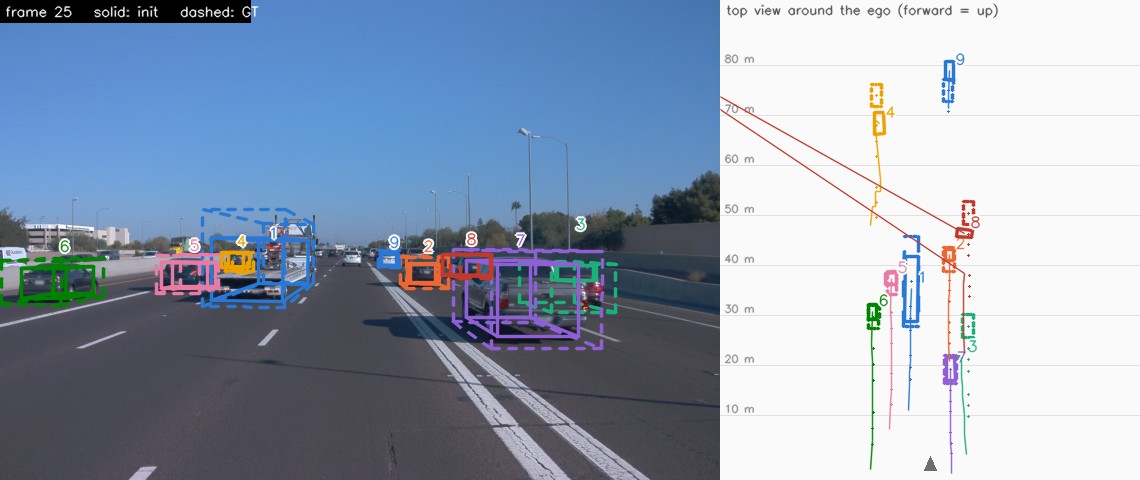 frame 25 solid: init dashed: GT
top view around the ego (forward = up)
80 m
9
70 m
4
60 m
50 m
8
2
40 m
5
1
6
30 m
3
20 m
7
10 m
6
5
4
1
9
2
8
7
3